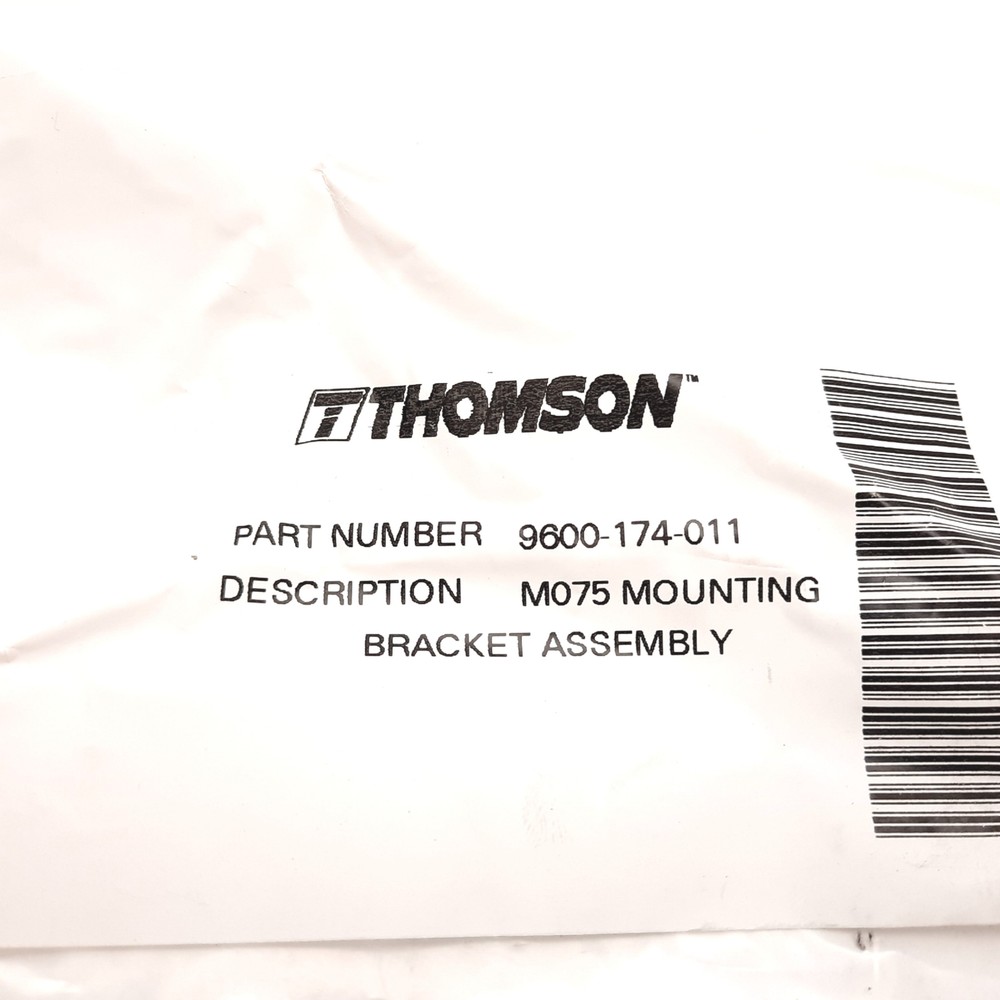 THOMSON™
PART NUMBER 9600-174-011
DESCRIPTION M075 MOUNTING
BRACKET ASSEMBLY